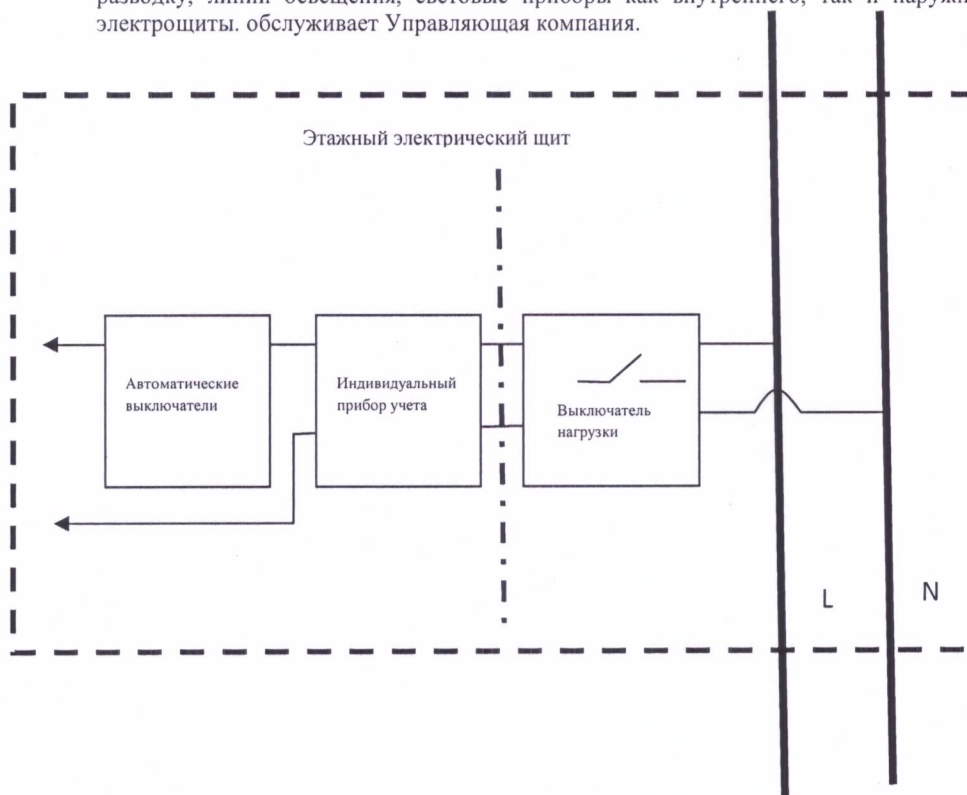 разводку, линии освещения, световые приборы как внутреннего, так и наружн
электрощиты. обслуживает Управляющая компания.
Этажный электрический щит
Автоматические
выключатели
Индивидуальный
прибор учета
Выключатель
нагрузки
L
N